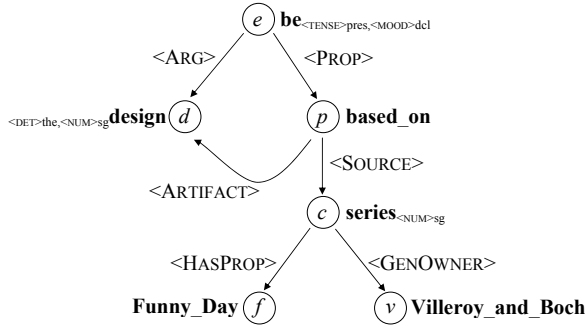 e be<TENSE>pres,<MOOD>dcl
<ARG> <PROP>
<DET>the,<NUM>sg design d p based_on
<ARTIFACT> <SOURCE>
c series<NUM>sg
<HASPROP> <GENOWNER>
Funny_Day f v Villeroy_and_Boch